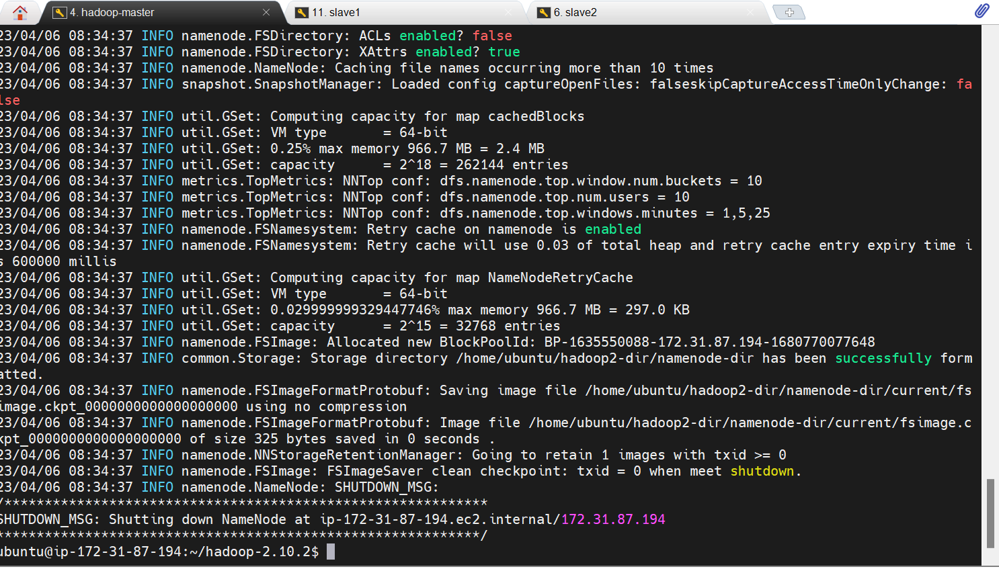 4. hadoop-master
11. slave1
6. slave2
23/04/06 08:34:37 INFO namenode.FSDirectory: ACLs enabled? false
23/04/06 08:34:37 INFO namenode.FSDirectory: XAttrs enabled? true
23/04/06 08:34:37 INFO namenode.NameNode: Caching file names occurring more than 10 times
23/04/06 08:34:37 INFO snapshot.SnapshotManager: Loaded config captureOpenFiles: falseskipCaptureAccessTimeOnlyChange: fa
lse
23/04/06 08:34:37 INFO util.GSet: Computing capacity for map cachedBlocks
23/04/06 08:34:37 INFO util.GSet: VM type       = 64-bit
23/04/06 08:34:37 INFO util.GSet: 0.25% max memory 966.7 MB = 2.4 MB
23/04/06 08:34:37 INFO util.GSet: capacity      = 2^18 = 262144 entries
23/04/06 08:34:37 INFO metrics.TopMetrics: NNTop conf: dfs.namenode.top.window.num.buckets = 10
23/04/06 08:34:37 INFO metrics.TopMetrics: NNTop conf: dfs.namenode.top.num.users = 10
23/04/06 08:34:37 INFO metrics.TopMetrics: NNTop conf: dfs.namenode.top.windows.minutes = 1,5,25
23/04/06 08:34:37 INFO namenode.FSNamesystem: Retry cache on namenode is enabled
23/04/06 08:34:37 INFO namenode.FSNamesystem: Retry cache will use 0.03 of total heap and retry cache entry expiry time i
s 600000 millis
23/04/06 08:34:37 INFO util.GSet: Computing capacity for map NameNodeRetryCache
23/04/06 08:34:37 INFO util.GSet: VM type       = 64-bit
23/04/06 08:34:37 INFO util.GSet: 0.029999999329447746% max memory 966.7 MB = 297.0 KB
23/04/06 08:34:37 INFO util.GSet: capacity      = 2^15 = 32768 entries
23/04/06 08:34:37 INFO namenode.FSImage: Allocated new BlockPoolId: BP-1635550088-172.31.87.194-1680770077648
23/04/06 08:34:37 INFO common.Storage: Storage directory /home/ubuntu/hadoop2-dir/namenode-dir has been successfully form
atted.
23/04/06 08:34:37 INFO namenode.FSImageFormatProtobuf: Saving image file /home/ubuntu/hadoop2-dir/namenode-dir/current/fs
image.ckpt_0000000000000000000 using no compression
23/04/06 08:34:37 INFO namenode.FSImageFormatProtobuf: Image file /home/ubuntu/hadoop2-dir/namenode-dir/current/fsimage.c
kpt_0000000000000000000 of size 325 bytes saved in 0 seconds .
23/04/06 08:34:37 INFO namenode.NNStorageRetentionManager: Going to retain 1 images with txid >= 0
23/04/06 08:34:37 INFO namenode.FSImage: FSImageSaver clean checkpoint: txid = 0 when meet shutdown.
23/04/06 08:34:37 INFO namenode.NameNode: SHUTDOWN_MSG:
/************************************************************
SHUTDOWN_MSG: Shutting down NameNode at ip-172-31-87-194.ec2.internal/172.31.87.194
************************************************************/
ubuntu@ip-172-31-87-194:~/hadoop-2.10.2$